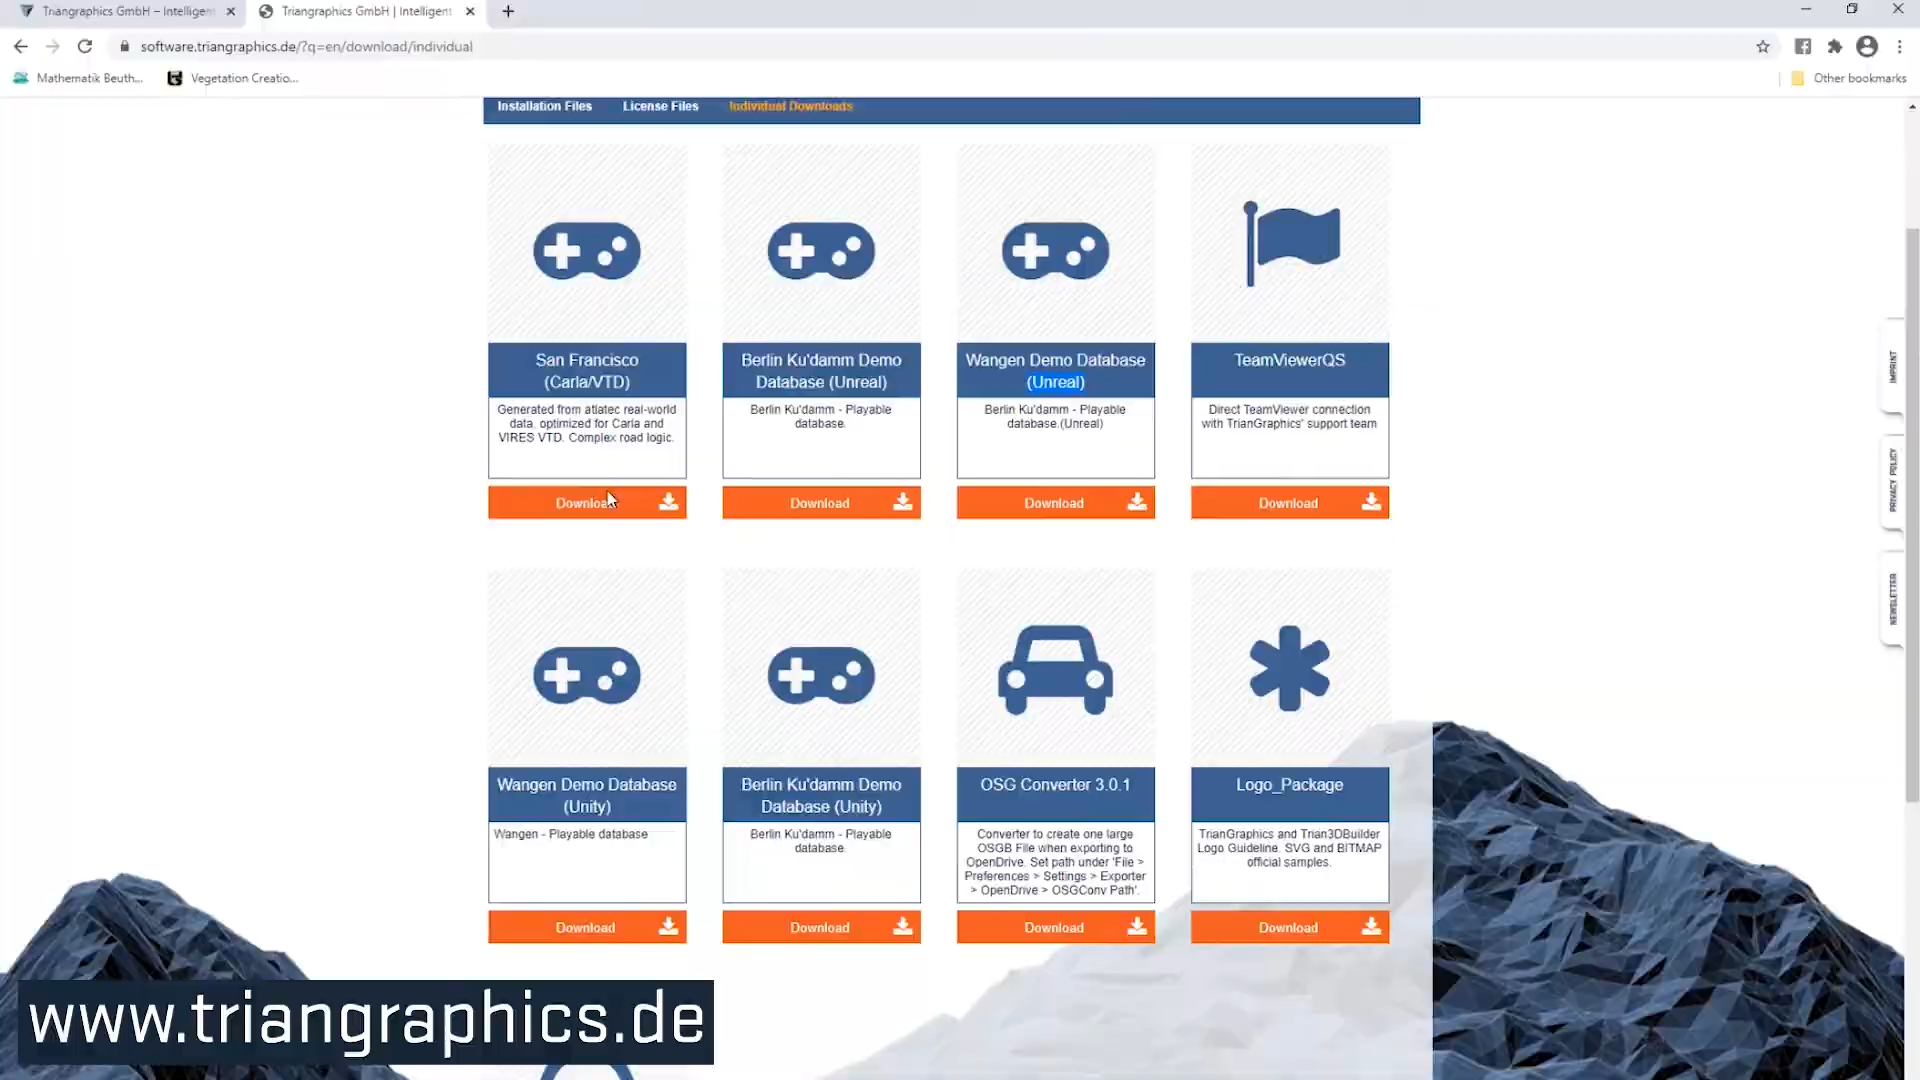 Triangraphics GmbH – Intelligen
Triangraphics GmbH | Intelligent
software.triangraphics.de/?q=en/download/individual
Mathematik Beuth...
Vegetation Creatio...
Other bookmarks
Installation Files
License Files
Individual Downloads
San Francisco
(Carla/VTD)
Generated from atlatec real-world
data, optimized for Carla and
VIRES VTD. Complex road logic.
Download
Berlin Ku'damm Demo
Database (Unreal)
Berlin Ku'damm - Playable
database.
Download
Wangen Demo Database
(Unreal)
Berlin Ku'damm - Playable
database.(Unreal)
Download
TeamViewerQS
Direct TeamViewer connection
with TrianGraphics' support team
Download
Wangen Demo Database
(Unity)
Wangen - Playable database
Download
Berlin Ku'damm Demo
Database (Unity)
Berlin Ku'damm - Playable
database.
Download
OSG Converter 3.0.1
Converter to create one large
OSGB File when exporting to
OpenDrive. Set path under 'File >
Preferences > Settings > Exporter
> OpenDrive > OSGConv Path'.
Download
Logo_Package
TrianGraphics and Trian3DBuilder
Logo Guideline. SVG and BITMAP
official samples.
Download
IMPRINT
PRIVACY POLICY
NEWSLETTER
www.triangraphics.de